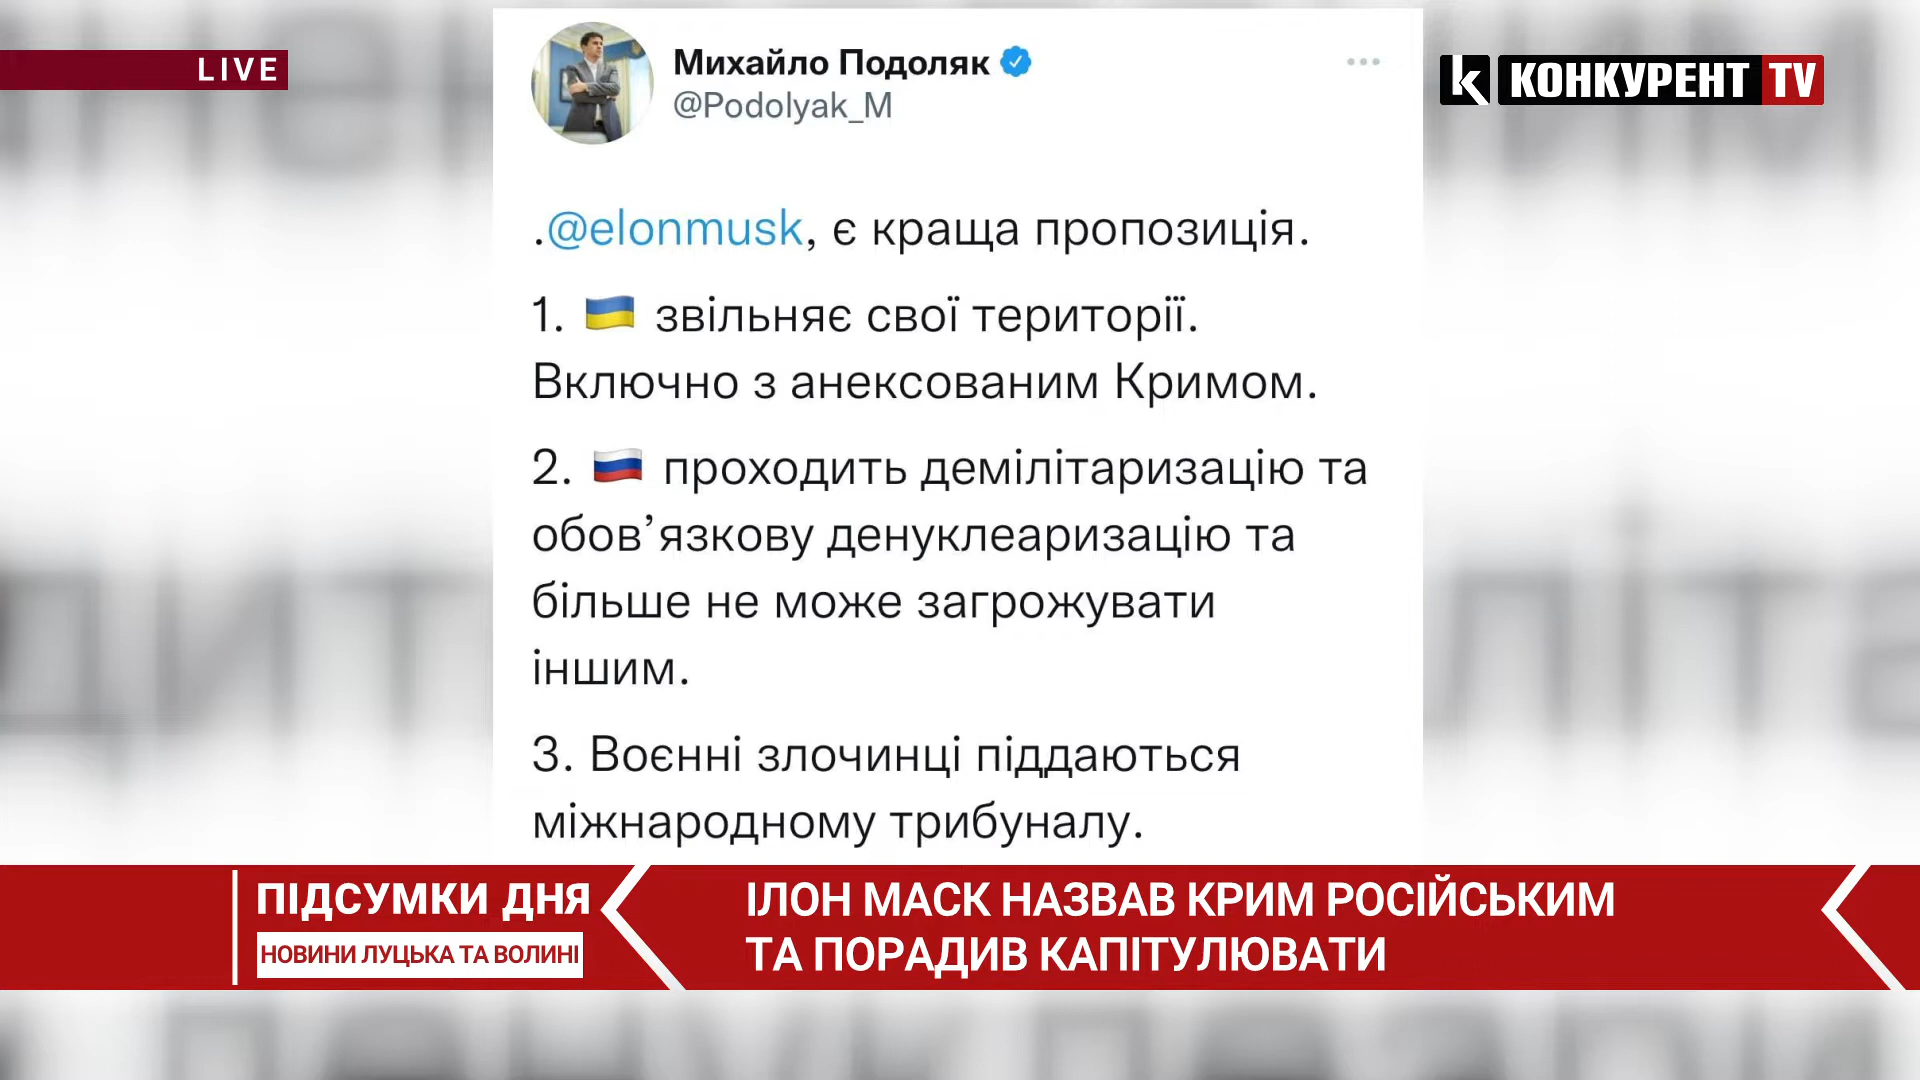 LIVE
Михайло Подоляк
@Podolyak_M
k КОНКУРЕНТ TV
.@elonmusk, є краща пропозиція.
1. 🇺🇦 звільняє свої території.
Включно з анексованим Кримом.
2. 🇷🇺 проходить демілітаризацію та
обов’язкову денуклеаризацію та
більше не може загрожувати
іншим.
3. Воєнні злочинці піддаються
міжнародному трибуналу.
ПІДСУМКИ ДНЯ
НОВИНИ ЛУЦЬКА ТА ВОЛИНІ
ІЛОН МАСК НАЗВАВ КРИМ РОСІЙСЬКИМ
ТА ПОРАДИВ КАПІТУЛЮВАТИ